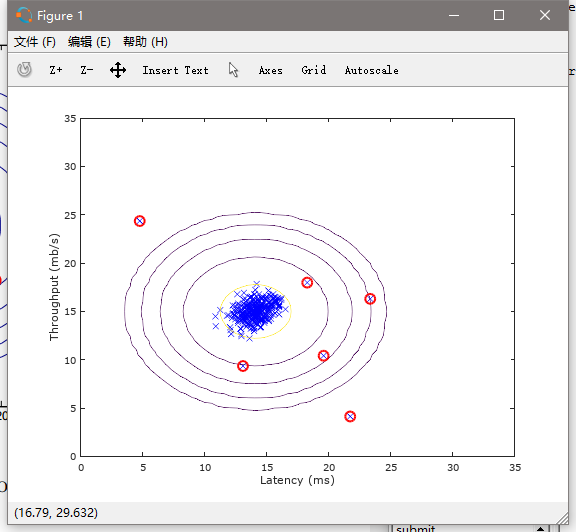 Figure 1
文件 (F) 编辑 (E) 帮助 (H)
Z+ Z- Insert Text Axes Grid Autoscale
35
30
25
20
15
10
5
0
Throughput (mb/s)
0 5 10 15 20 25 30 35
Latency (ms)
(16.79, 29.632)
submit